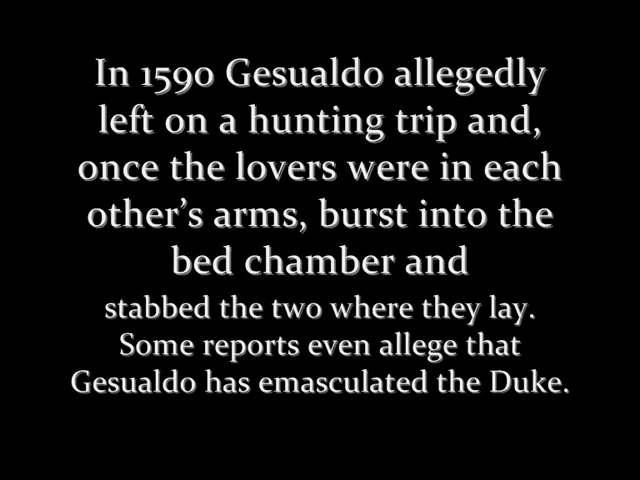 In 1590 Gesualdo allegedly
left on a hunting trip and,
once the lovers were in each
other’s arms, burst into the
bed chamber and
stabbed the two where they lay.
Some reports even allege that
Gesualdo has emasculated the Duke.